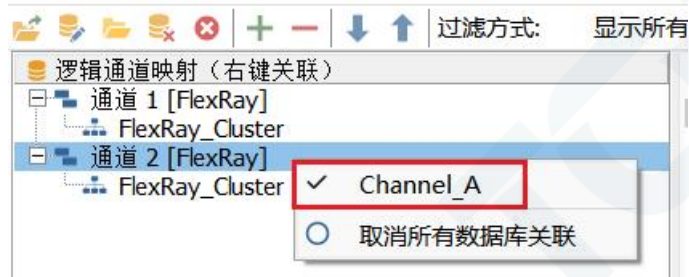 过滤方式: 显示所有
逻辑通道映射（右键关联）
通道 1 [FlexRay]
FlexRay_Cluster
通道 2 [FlexRay]
FlexRay_Cluster
Channel_A
取消所有数据库关联